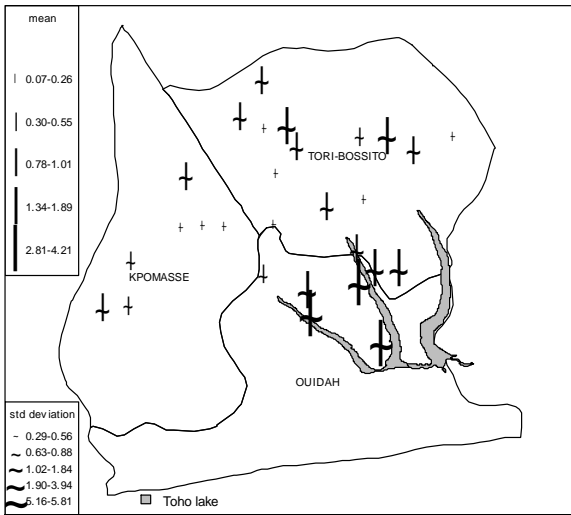 mean
0.07-0.26
0.30-0.55
0.78-1.01
1.34-1.89
2.81-4.21
TORI-BOSSITO
KPOMASSE
OUIDAH
std deviation
0.29-0.56
0.63-0.88
1.02-1.84
1.90-3.94
5.16-5.81
Toho lake